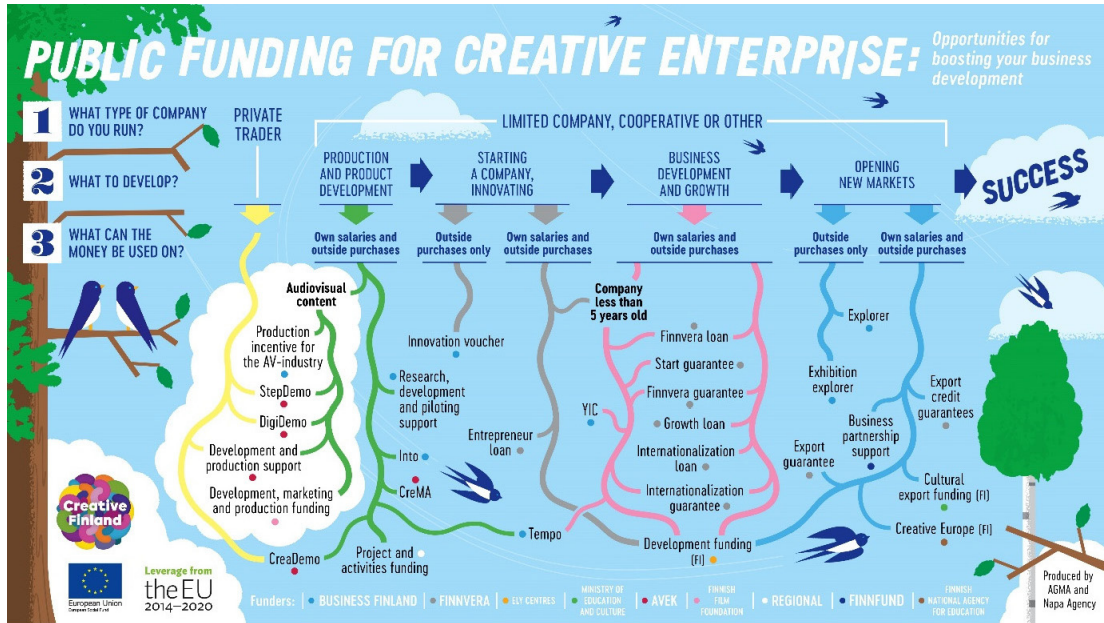 PUBLIC FUNDING FOR CREATIVE ENTERPRISE:
Opportunities for
boosting your business
development
1
WHAT TYPE OF COMPANY
DO YOU RUN?
2
WHAT TO DEVELOP?
3
WHAT CAN THE
MONEY BE USED ON?
PRIVATE
TRADER
LIMITED COMPANY, COOPERATIVE OR OTHER
PRODUCTION
AND PRODUCT
DEVELOPMENT
STARTING
A COMPANY,
INNOVATING
BUSINESS
DEVELOPMENT
AND GROWTH
OPENING
NEW MARKETS
SUCCESS
Own salaries and
outside purchases
Outside
purchases only
Own salaries and
outside purchases
Own salaries and
outside purchases
Outside
purchases only
Own salaries and
outside purchases
Audiovisual
content
Production
incentive for
the AV-industry
StepDemo
DigiDemo
Development and
production support
Development, marketing
and production funding
CreaDemo
Research,
development
and piloting
support
Into
CreMA
Project and
activities funding
Innovation voucher
Entrepreneur
loan
Tempo
Company
less than
5 years old
YIC
Finnvera loan
Start guarantee
Finnvera guarantee
Growth loan
Internationalization
loan
Internationalization
guarantee
Development funding
(FI)
Explorer
Exhibition
explorer
Export
guarantee
Business
partnership
support
Export
credit
guarantees
Cultural
export funding (FI)
Creative Europe (FI)
Creative
Finland
European Union
European Social Fund
Leverage from
the EU
2014–2020
Funders:
BUSINESS FINLAND
FINNVERA
ELY CENTRES
MINISTRY OF
EDUCATION
AND CULTURE
AVEK
FINNISH
FILM
FOUNDATION
REGIONAL
FINNFUND
FINNISH
NATIONAL AGENCY
FOR EDUCATION
Produced by
AGMA and
Napa Agency